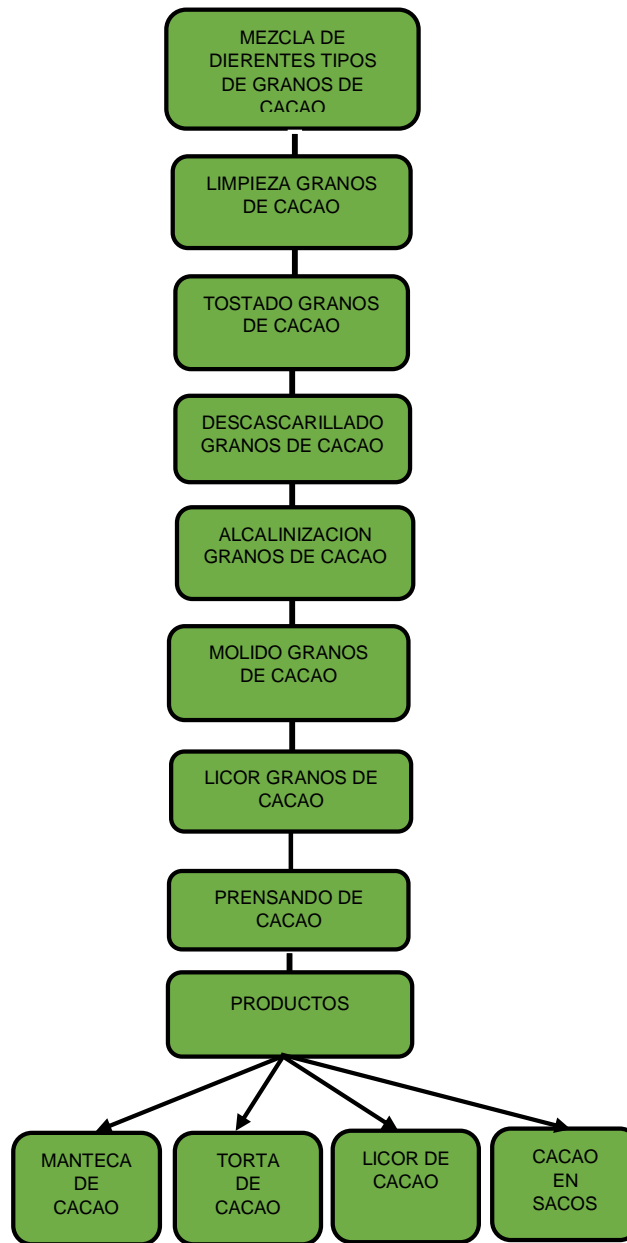 MEZCLA DE
DIERENTES TIPOS
DE GRANOS DE
CACAO
LIMPIEZA GRANOS
DE CACAO
TOSTADO GRANOS
DE CACAO
DESCASCARILLADO
GRANOS DE CACAO
ALCALINIZACION
GRANOS DE CACAO
MOLIDO GRANOS
DE CACAO
LICOR GRANOS DE
CACAO
PRENSANDO DE
CACAO
PRODUCTOS
MANTECA
DE
CACAO
TORTA
DE
CACAO
LICOR DE
CACAO
CACAO
EN
SACOS